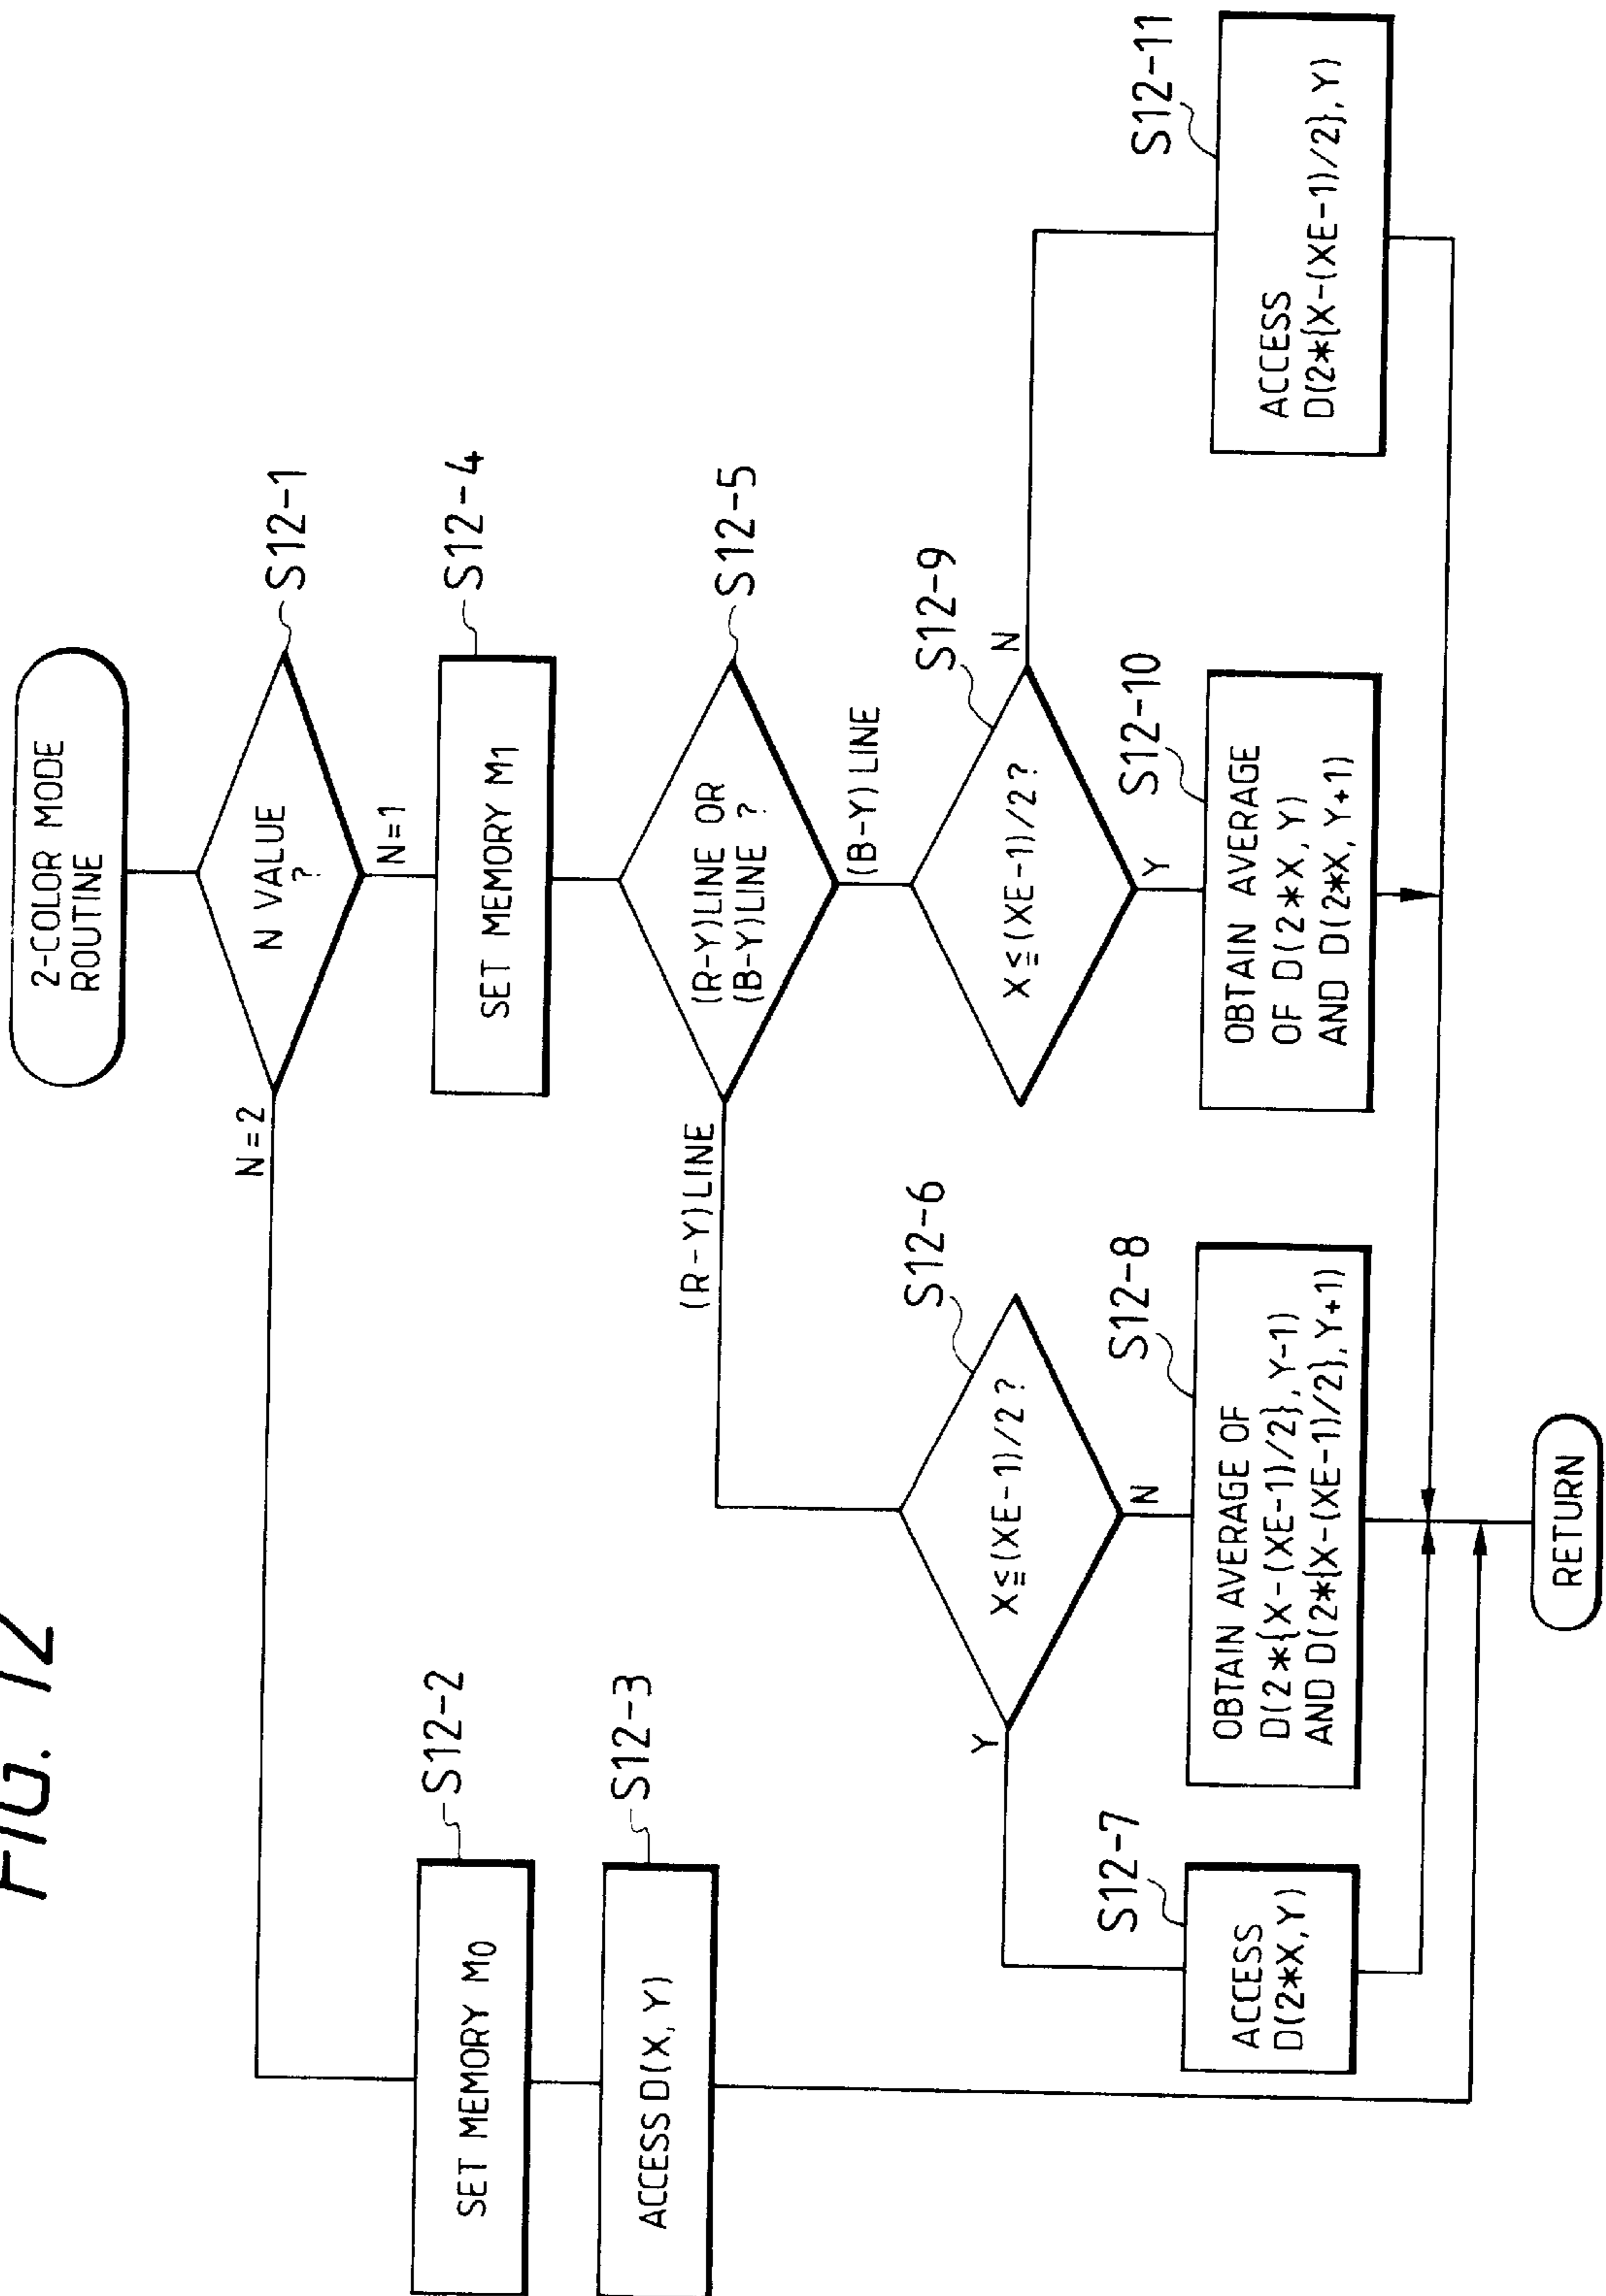 FIG. 12
2-COLOR MODE
ROUTINE
N VALUE
?
S12-1
N=2
N=1
SET MEMORY M0
S12-2
ACCESS D(X, Y)
S12-3
SET MEMORY M1
S12-4
(R-Y)LINE OR
(B-Y)LINE ?
S12-5
(R-Y)LINE
(B-Y)LINE
X≦(XE-1)/2 ?
S12-6
Y
N
ACCESS
D(2*X,Y)
S12-7
OBTAIN AVERAGE OF
D(2*{X-(XE-1)/2},Y-1)
AND D(2*{X-(XE-1)/2},Y+1)
S12-8
X≦(XE-1)/2 ?
S12-9
Y
N
OBTAIN AVERAGE
OF D(2*X,Y)
AND D(2*X,Y+1)
S12-10
ACCESS
D(2*{X-(XE-1)/2},Y)
S12-11
RETURN